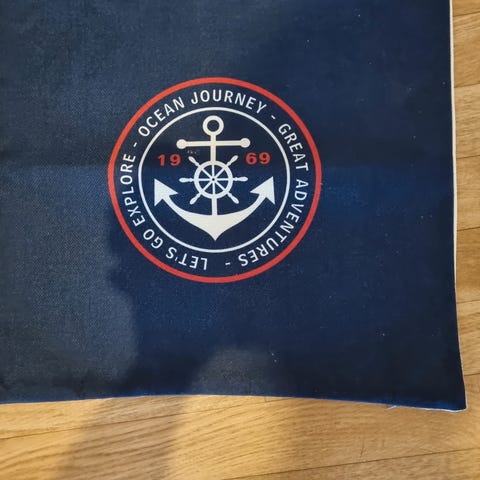 OCEAN JOURNEY - GREAT ADVENTURES - LET'S GO EXPLORE -
19 69